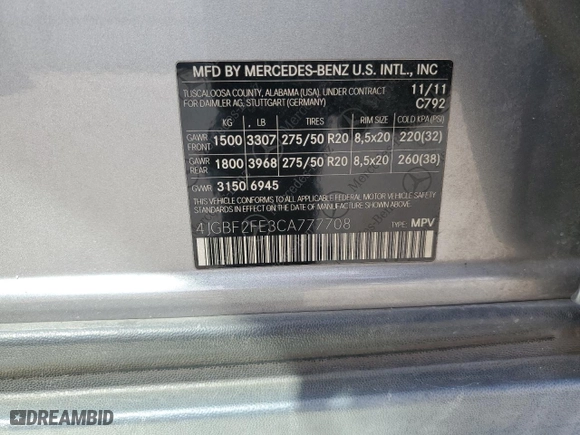 MFD BY MERCEDES-BENZ U.S. INTL., INC
TUSCALOOSA COUNTY, ALABAMA (USA). UNDER CONTRACT 11/11
FOR DAIMLER AG, STUTTGART (GERMANY) C792
KG LB TIRES RIM SIZE COLD KPA(PSI)
GAWR FRONT 1500 3307 275/50 R20 8,5x20 220(32)
GAWR REAR 1800 3968 275/50 R20 8,5x20 260(38)
GVWR 3150 6945
THIS VEHICLE CONFORMS TO ALL APPLICABLE FEDERAL MOTOR VEHICLE SAFETY
STANDARDS IN EFFECT ON THE DATE OF MANUFACTURE SHOWN ABOVE.
4JGBF2FE3CA777708 TYPE: MPV
DREAMBID